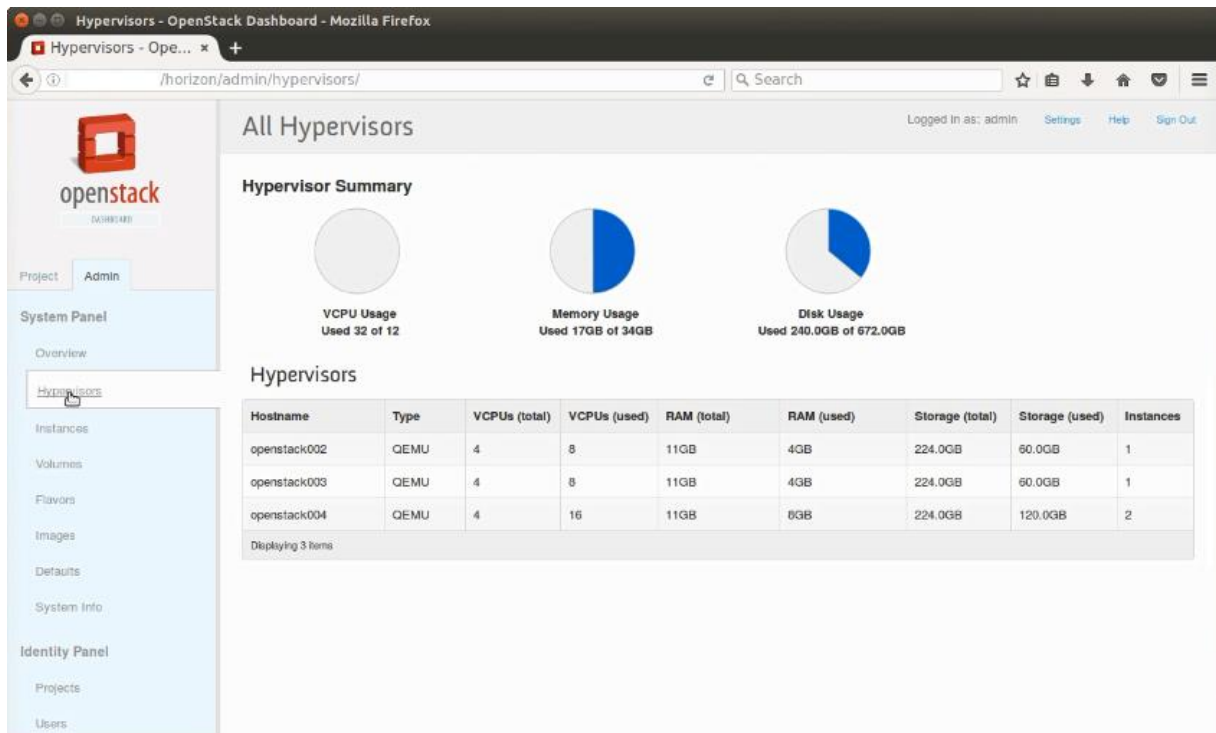 Hypervisors - OpenStack Dashboard - Mozilla Firefox
Hypervisors - Ope... × +
/horizon/admin/hypervisors/ Search
openstack
DASHBOARD
Project Admin
System Panel
Overview
Hypervisors
Instances
Volumes
Flavors
Images
Defaults
System Info
Identity Panel
Projects
Users
All Hypervisors
Logged in as: admin Settings Help Sign Out
Hypervisor Summary
VCPU Usage
Used 32 of 12
Memory Usage
Used 17GB of 34GB
Disk Usage
Used 240.0GB of 672.0GB
Hypervisors
Hostname Type VCPUs (total) VCPUs (used) RAM (total) RAM (used) Storage (total) Storage (used) Instances
openstack002 QEMU 4 8 11GB 4GB 224.0GB 60.0GB 1
openstack003 QEMU 4 8 11GB 4GB 224.0GB 60.0GB 1
openstack004 QEMU 4 16 11GB 8GB 224.0GB 120.0GB 2
Displaying 3 items